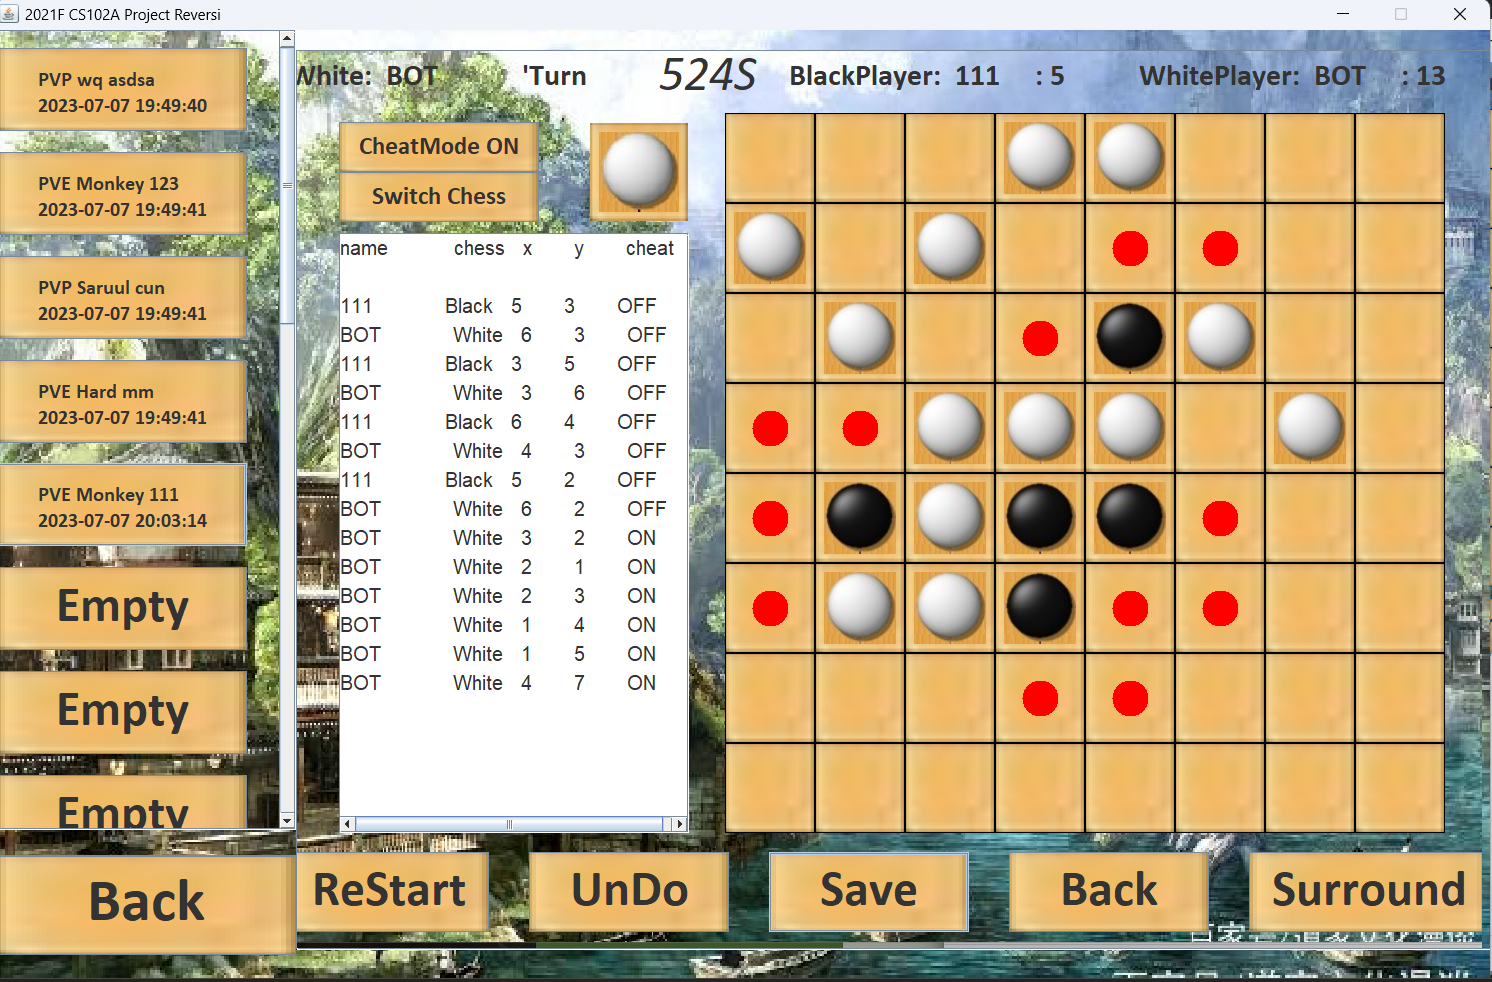 2021F CS102A Project Reversi
PVP wq asdsa
2023-07-07 19:49:40
PVE Monkey 123
2023-07-07 19:49:41
PVP Saruul cun
2023-07-07 19:49:41
PVE Hard mm
2023-07-07 19:49:41
PVE Monkey 111
2023-07-07 20:03:14
Empty
Empty
Empty
Back
White: BOT 'Turn 524S BlackPlayer: 111 : 5 WhitePlayer: BOT : 13
CheatMode ON
Switch Chess
name chess x y cheat
111 Black 5 3 OFF
BOT White 6 3 OFF
111 Black 3 5 OFF
BOT White 3 6 OFF
111 Black 6 4 OFF
BOT White 4 3 OFF
111 Black 5 2 OFF
BOT White 6 2 OFF
BOT White 3 2 ON
BOT White 2 1 ON
BOT White 2 3 ON
BOT White 1 4 ON
BOT White 1 5 ON
BOT White 4 7 ON
ReStart UnDo Save Back Surround